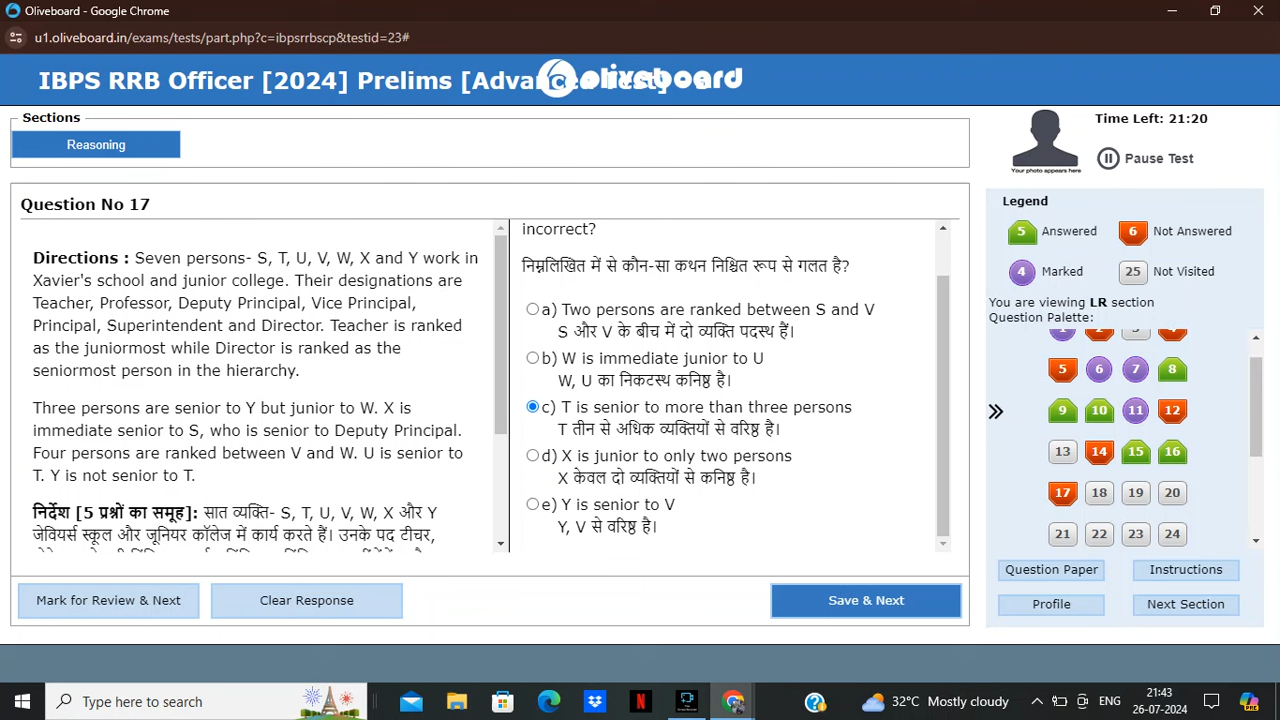 Oliveboard - Google Chrome
u1.oliveboard.in/exams/tests/part.php?c=ibpsrrbscp&testid=23#
IBPS RRB Officer [2024] Prelims [Advanced Test] -
oliveboard
Sections
Reasoning
Your photo appears here
Time Left: 21:20
Pause Test
Question No 17
Directions : Seven persons- S, T, U, V, W, X and Y work in
Xavier's school and junior college. Their designations are
Teacher, Professor, Deputy Principal, Vice Principal,
Principal, Superintendent and Director. Teacher is ranked
as the juniormost while Director is ranked as the
seniormost person in the hierarchy.
Three persons are senior to Y but junior to W. X is
immediate senior to S, who is senior to Deputy Principal.
Four persons are ranked between V and W. U is senior to
T. Y is not senior to T.
निर्देश [5 प्रश्नों का समूह]: सात व्यक्ति- S, T, U, V, W, X और Y
जेवियर्स स्कूल और जूनियर कॉलेज में कार्य करते हैं। उनके पद टीचर,
incorrect?
निम्नलिखित में से कौन-सा कथन निश्चित रूप से गलत है?
a) Two persons are ranked between S and V
S और V के बीच में दो व्यक्ति पदस्थ हैं।
b) W is immediate junior to U
W, U का निकटस्थ कनिष्ठ है।
c) T is senior to more than three persons
T तीन से अधिक व्यक्तियों से वरिष्ठ है।
d) X is junior to only two persons
X केवल दो व्यक्तियों से कनिष्ठ है।
e) Y is senior to V
Y, V से वरिष्ठ है।
Mark for Review & Next
Clear Response
Save & Next
Legend
5 Answered
6 Not Answered
4 Marked
25 Not Visited
You are viewing LR section
Question Palette:
5 6 7 8
9 10 11 12
13 14 15 16
17 18 19 20
21 22 23 24
Question Paper
Instructions
Profile
Next Section
Type here to search
32°C Mostly cloudy
ENG
21:43
26-07-2024